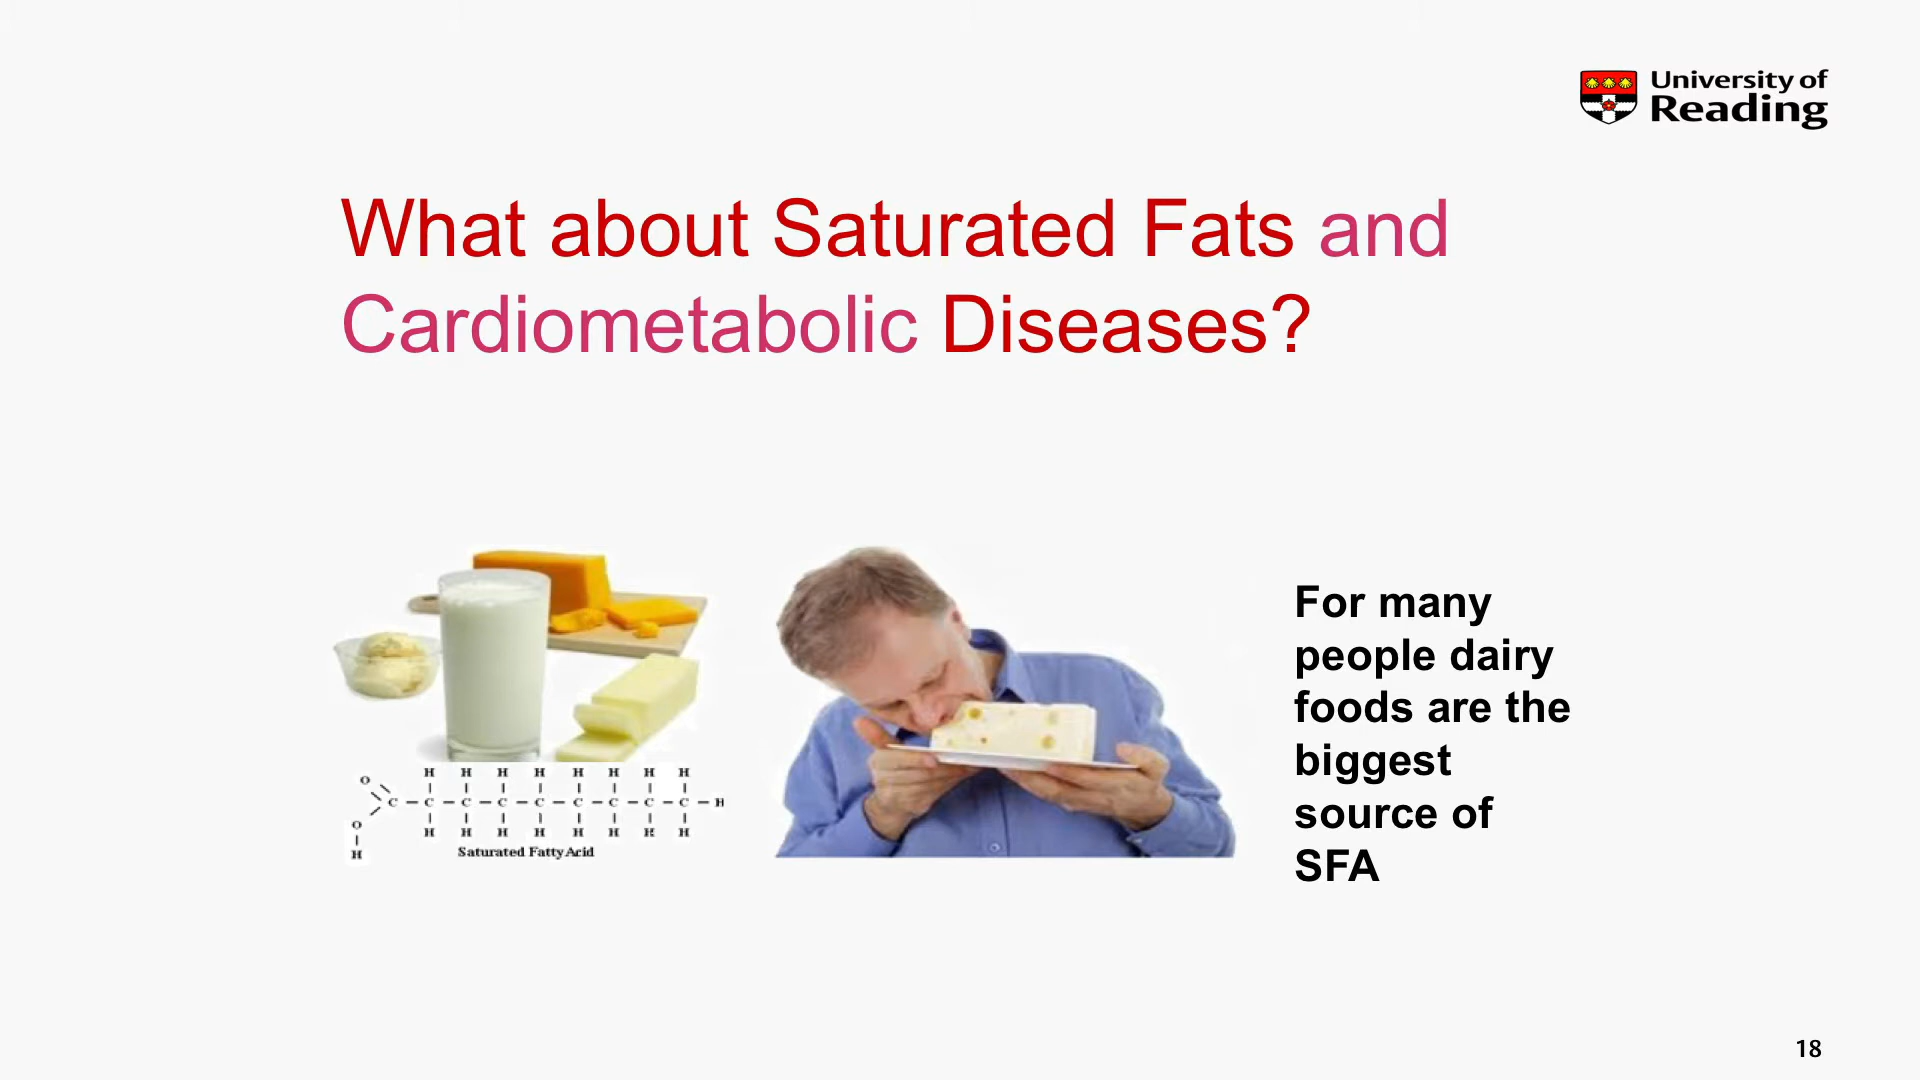 University of
Reading
What about Saturated Fats and
Cardiometabolic Diseases?
For many
people dairy
foods are the
biggest
source of
SFA
H H H H H H H H
O
C – C – C – C – C – C – C – C – C – H
O
H H H H H H H H
H
Saturated Fatty Acid
18